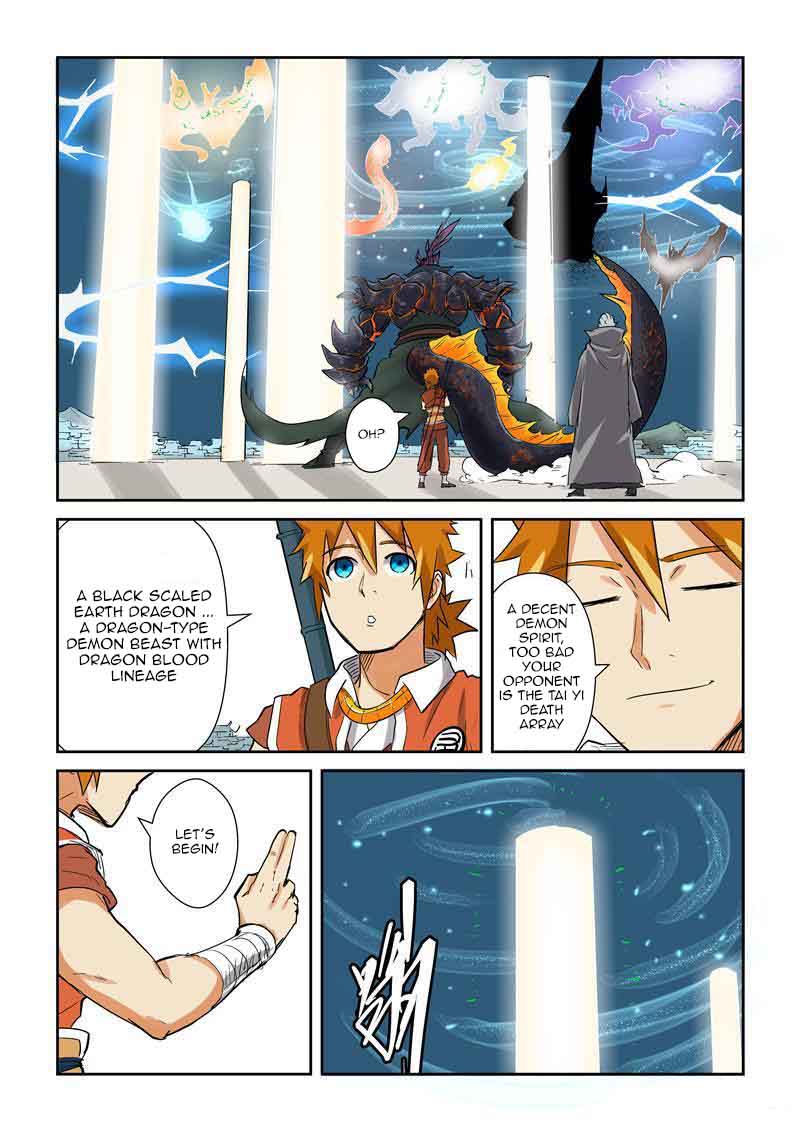 OH?
A BLACK SCALED
EARTH DRAGON ...
A DRAGON-TYPE
DEMON BEAST WITH
DRAGON BLOOD
LINEAGE
A DECENT
DEMON
SPIRIT,
TOO BAD
YOUR
OPPONENT
IS THE TAI YI
DEATH
ARRAY
LET'S
BEGIN!